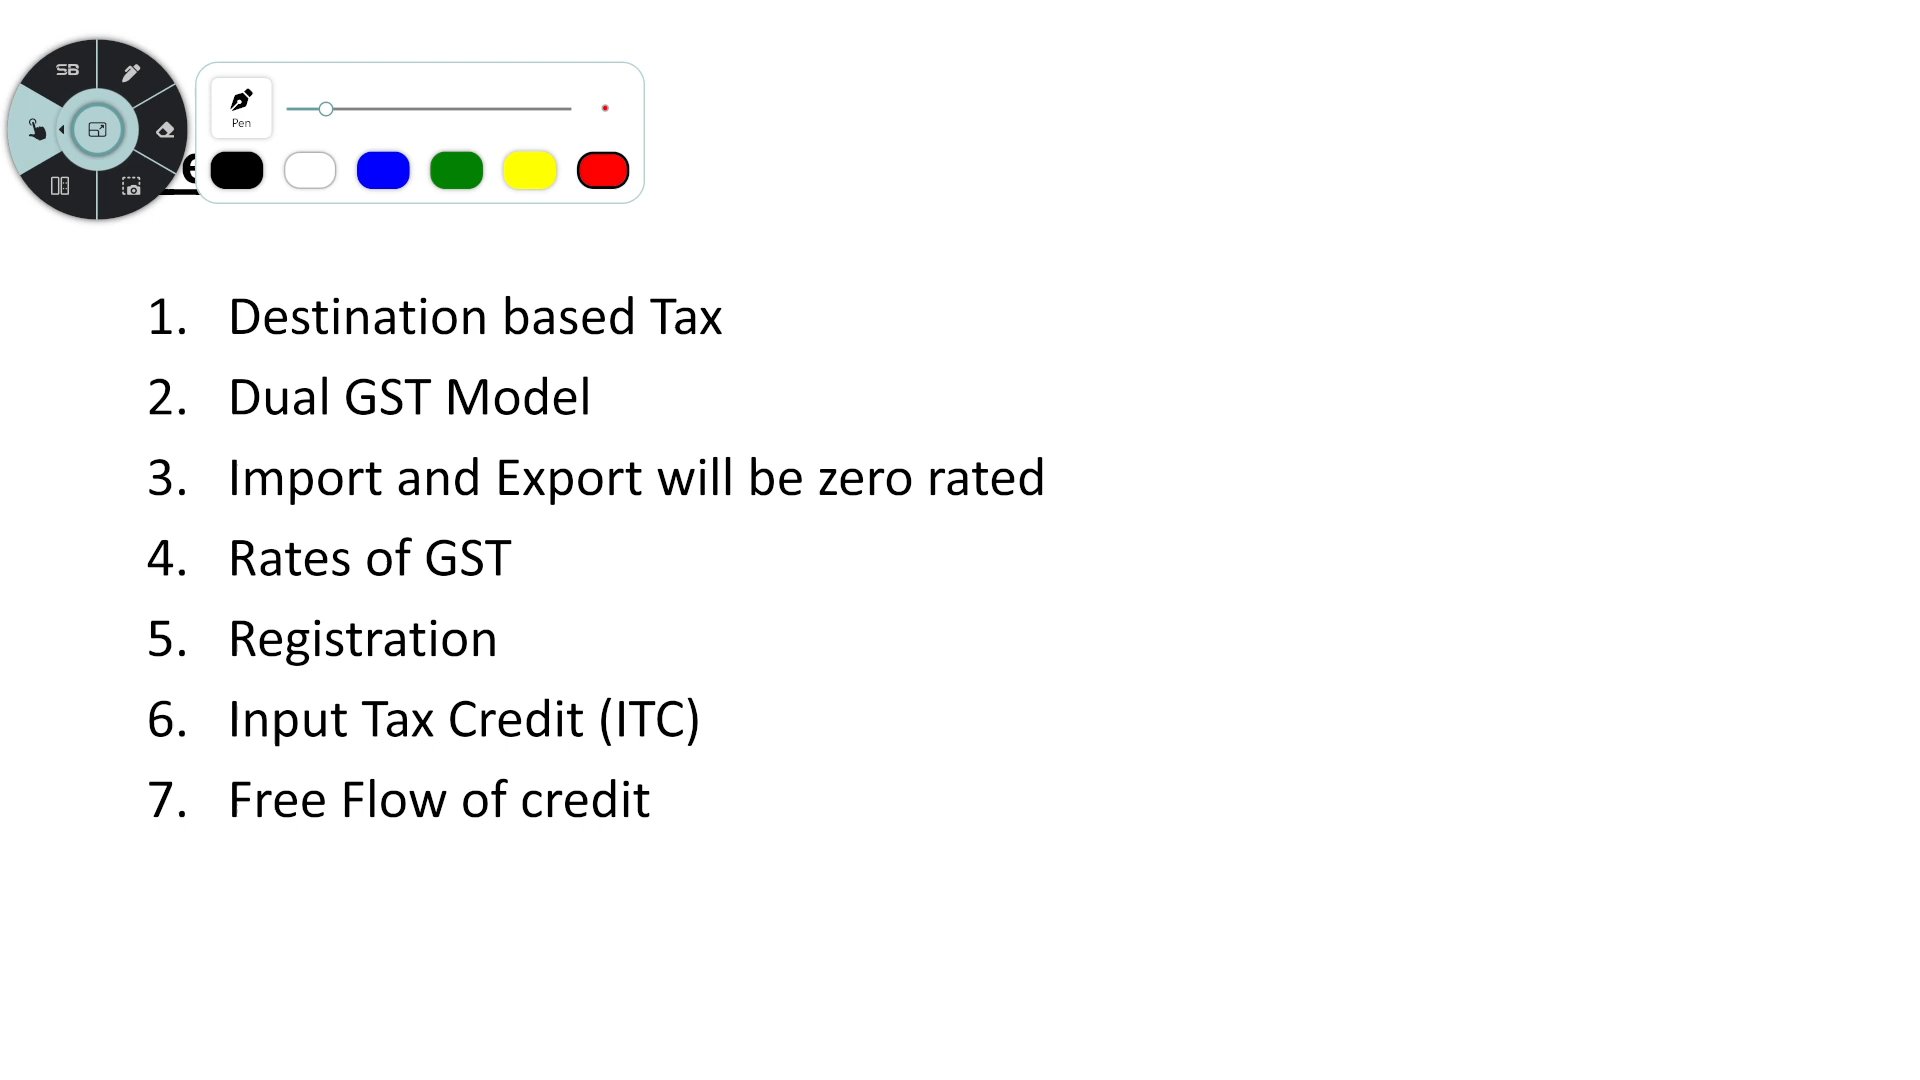 SB
Pen
1. Destination based Tax
2. Dual GST Model
3. Import and Export will be zero rated
4. Rates of GST
5. Registration
6. Input Tax Credit (ITC)
7. Free Flow of credit